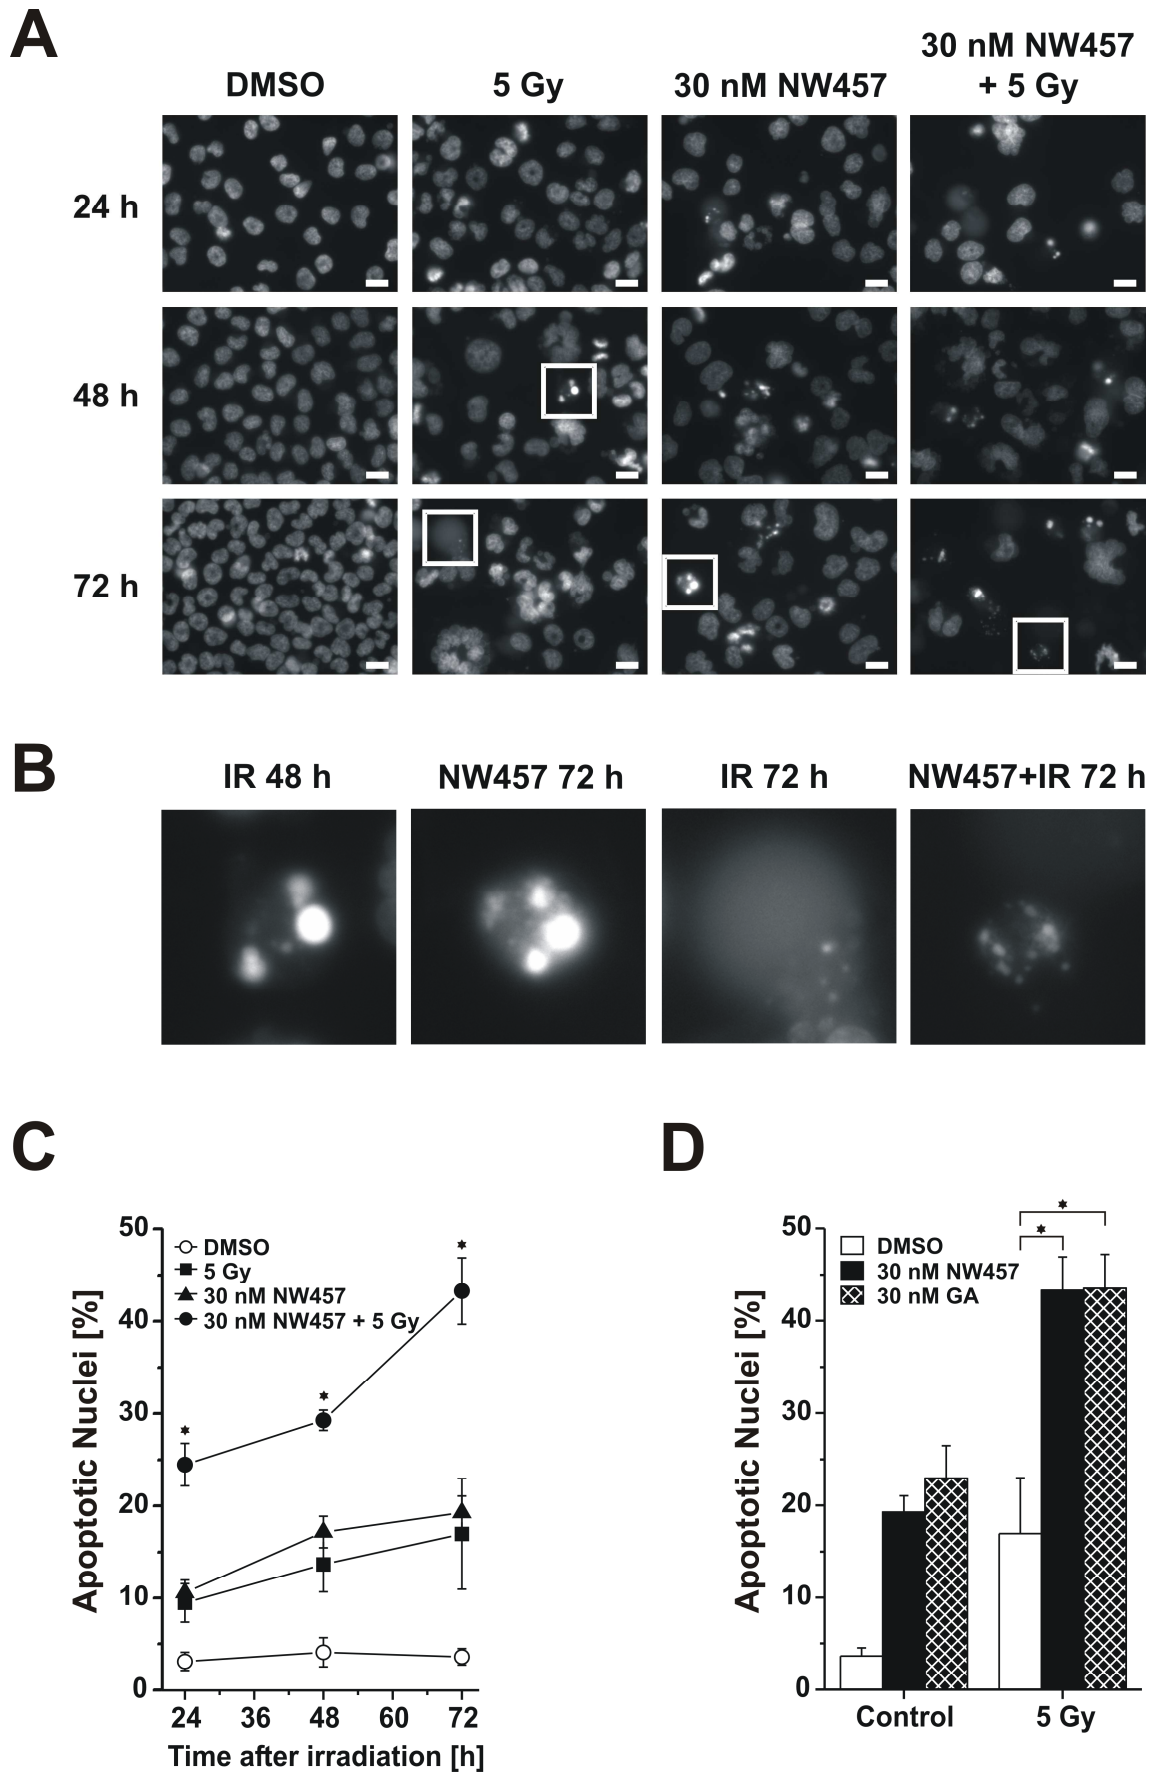 A
DMSO
5 Gy
30 nM NW457
30 nM NW457
+ 5 Gy
24 h
48 h
72 h
B
IR 48 h
NW457 72 h
IR 72 h
NW457+IR 72 h
C
Apoptotic Nuclei [%]
50
40
30
20
10
0
DMSO
5 Gy
30 nM NW457
30 nM NW457 + 5 Gy
*
*
*
24
36
48
60
72
Time after irradiation [h]
D
Apoptotic Nuclei [%]
50
40
30
20
10
0
DMSO
30 nM NW457
30 nM GA
*
*
Control
5 Gy